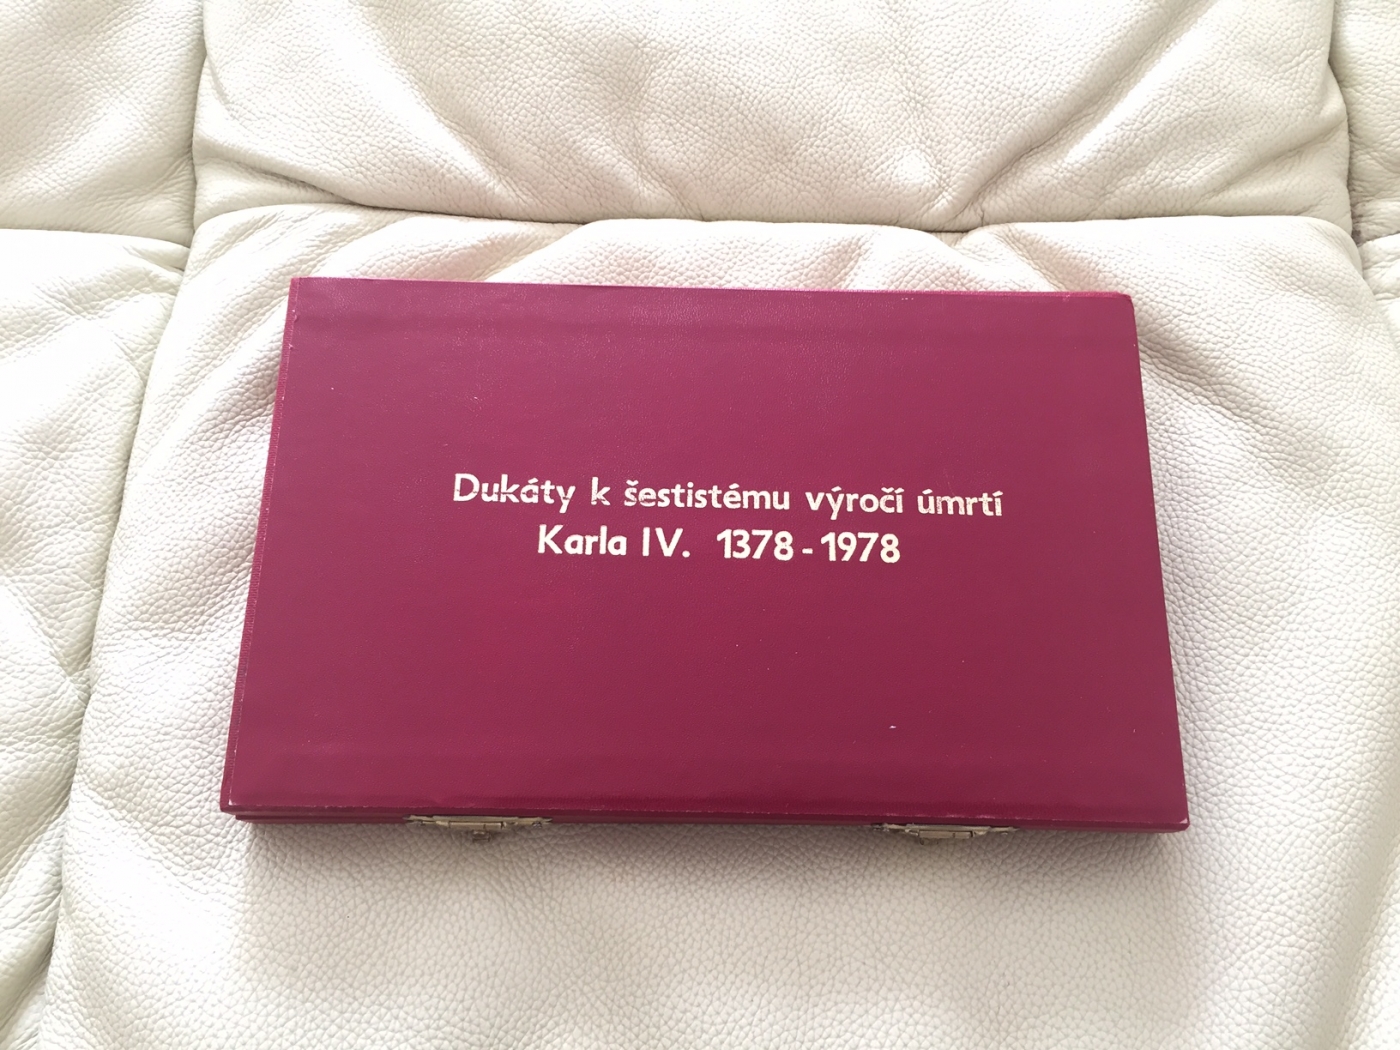 Dukáty k šestistému výročí úmrtí
Karla IV. 1378-1978